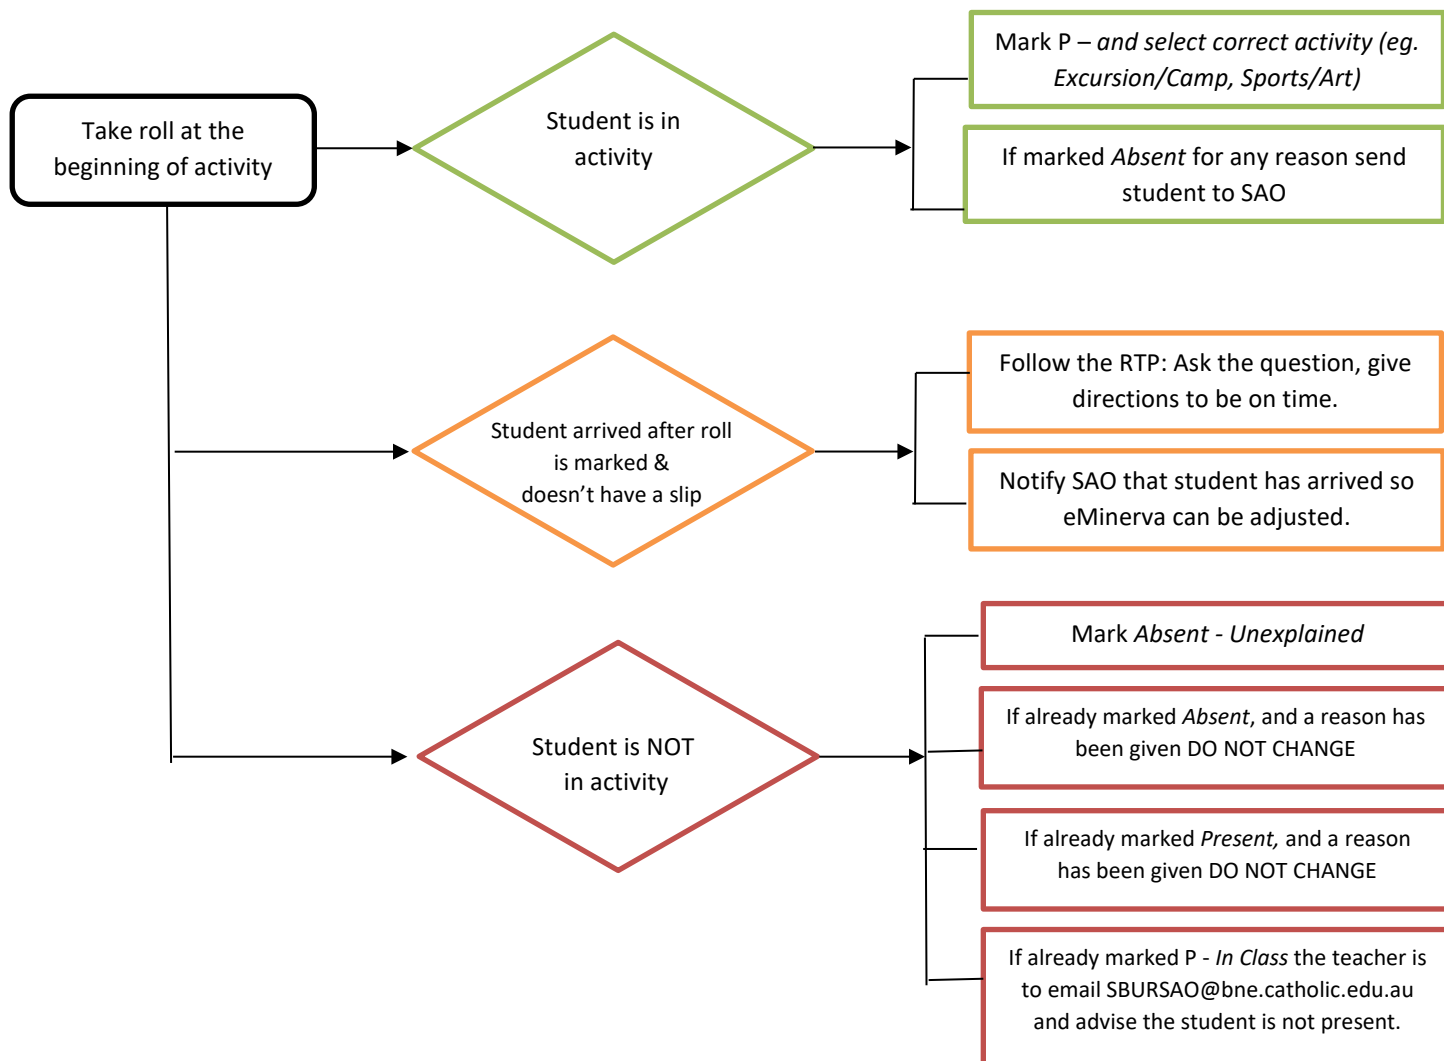 Take roll at the
beginning of activity
Student is in
activity
Mark P – and select correct activity (eg.
Excursion/Camp, Sports/Art)
If marked Absent for any reason send
student to SAO
Student arrived after roll
is marked &
doesn’t have a slip
Follow the RTP: Ask the question, give
directions to be on time.
Notify SAO that student has arrived so
eMinerva can be adjusted.
Student is NOT
in activity
Mark Absent - Unexplained
If already marked Absent, and a reason has
been given DO NOT CHANGE
If already marked Present, and a reason
has been given DO NOT CHANGE
If already marked P - In Class the teacher is
to email SBURSAO@bne.catholic.edu.au
and advise the student is not present.